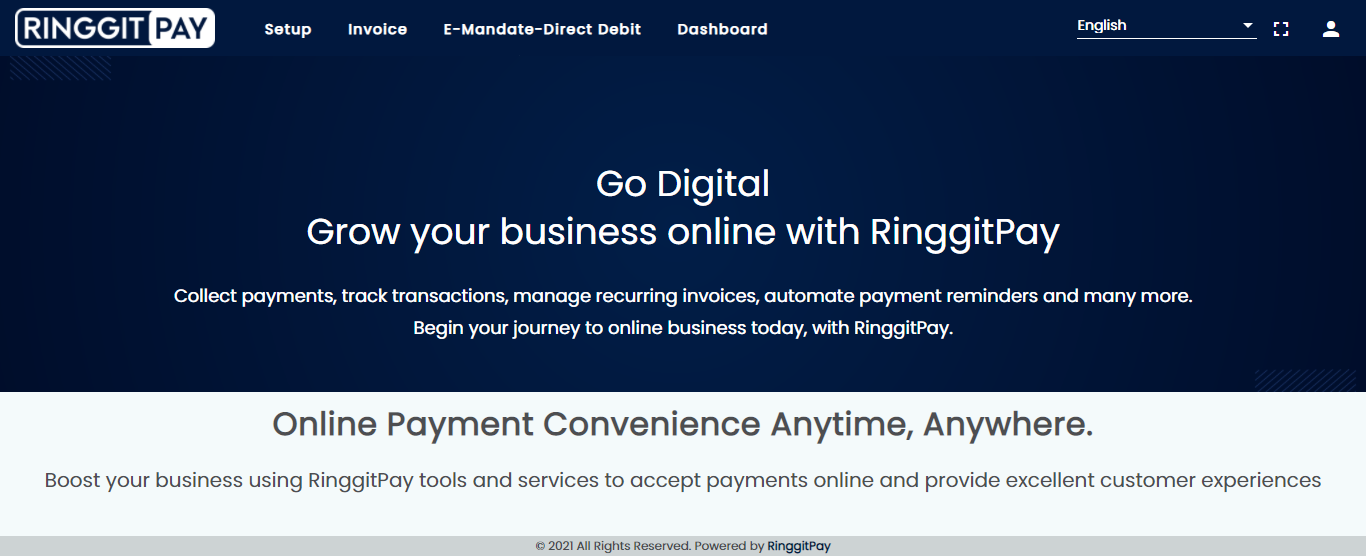 RINGGIT PAY
Setup Invoice E-Mandate-Direct Debit Dashboard English
Go Digital
Grow your business online with RinggitPay
Collect payments, track transactions, manage recurring invoices, automate payment reminders and many more.
Begin your journey to online business today, with RinggitPay.
Online Payment Convenience Anytime, Anywhere.
Boost your business using RinggitPay tools and services to accept payments online and provide excellent customer experiences
© 2021 All Rights Reserved. Powered by RinggitPay